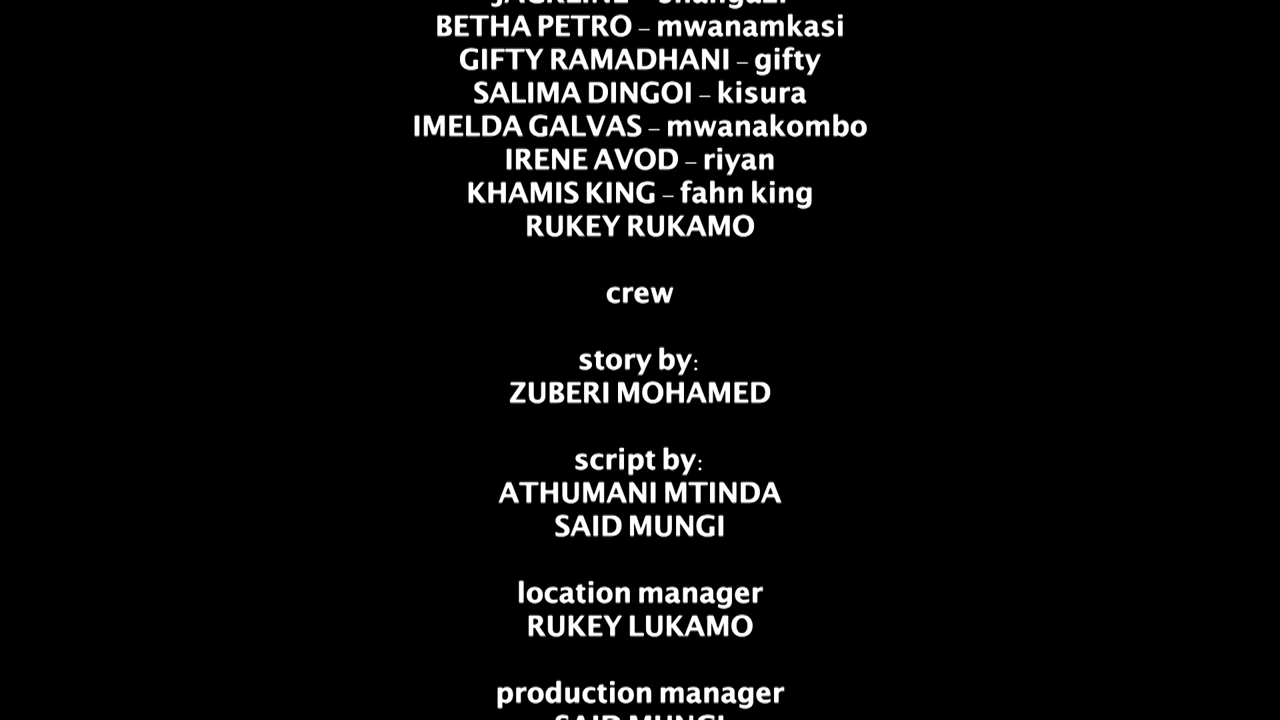 BETHA PETRO – mwanamkasi
GIFTY RAMADHANI – gifty
SALIMA DINGOI – kisura
IMELDA GALVAS – mwanakombo
IRENE AVOD – riyan
KHAMIS KING – fahn king
RUKEY RUKAMO
crew
story by:
ZUBERI MOHAMED
script by:
ATHUMANI MTINDA
SAID MUNGI
location manager
RUKEY LUKAMO
production manager
SAID MUNGI